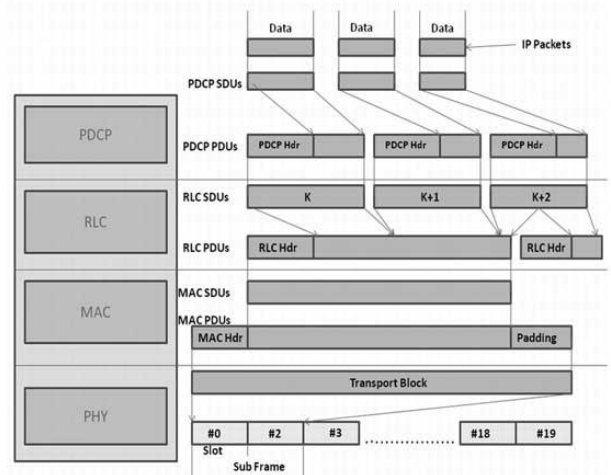 Data Data Data
IP Packets
PDCP SDUs
PDCP
PDCP PDUs PDCP Hdr PDCP Hdr PDCP Hdr
RLC SDUs K K+1 K+2
RLC
RLC PDUs RLC Hdr RLC Hdr
MAC SDUs
MAC
MAC PDUs
MAC Hdr Padding
Transport Block
PHY
#0 #2 #3 ................... #18 #19
Slot
Sub Frame